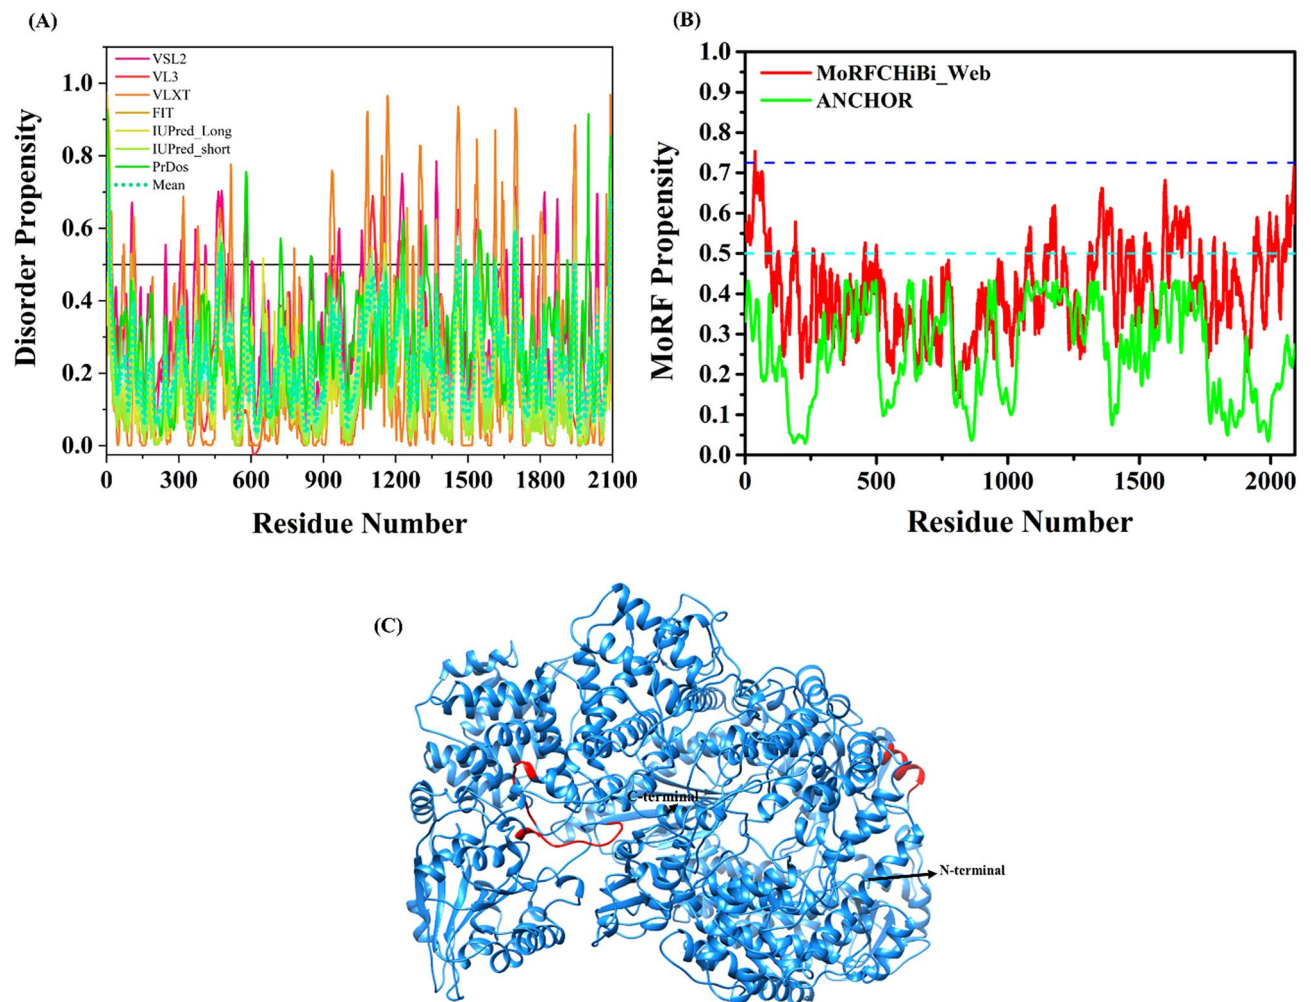 (A)
VSL2
VL3
VLXT
FIT
IUPred_Long
IUPred_short
PrDos
Mean
1.0
0.8
0.6
0.4
0.2
0.0
Disorder Propensity
0 300 600 900 1200 1500 1800 2100
Residue Number
(B)
MoRFCHiBi_Web
ANCHOR
1.0
0.9
0.8
0.7
0.6
0.5
0.4
0.3
0.2
0.1
0.0
MoRF Propensity
0 500 1000 1500 2000
Residue Number
(C)
C-terminal
N-terminal